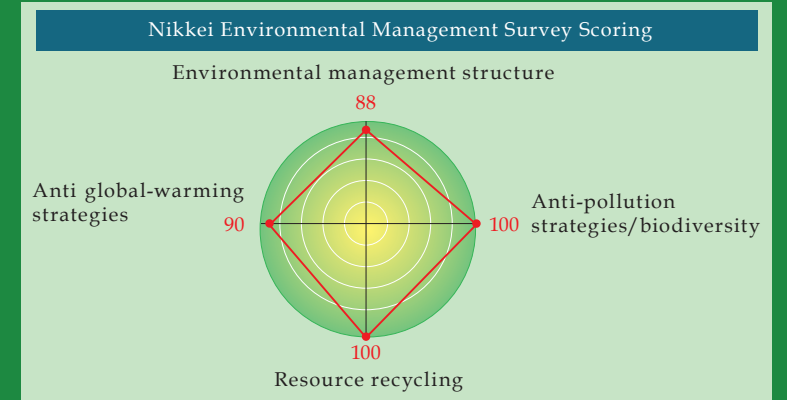 Nikkei Environmental Management Survey Scoring
Environmental management structure
88
Anti global-warming
strategies
90
100
Anti-pollution
strategies/biodiversity
100
Resource recycling